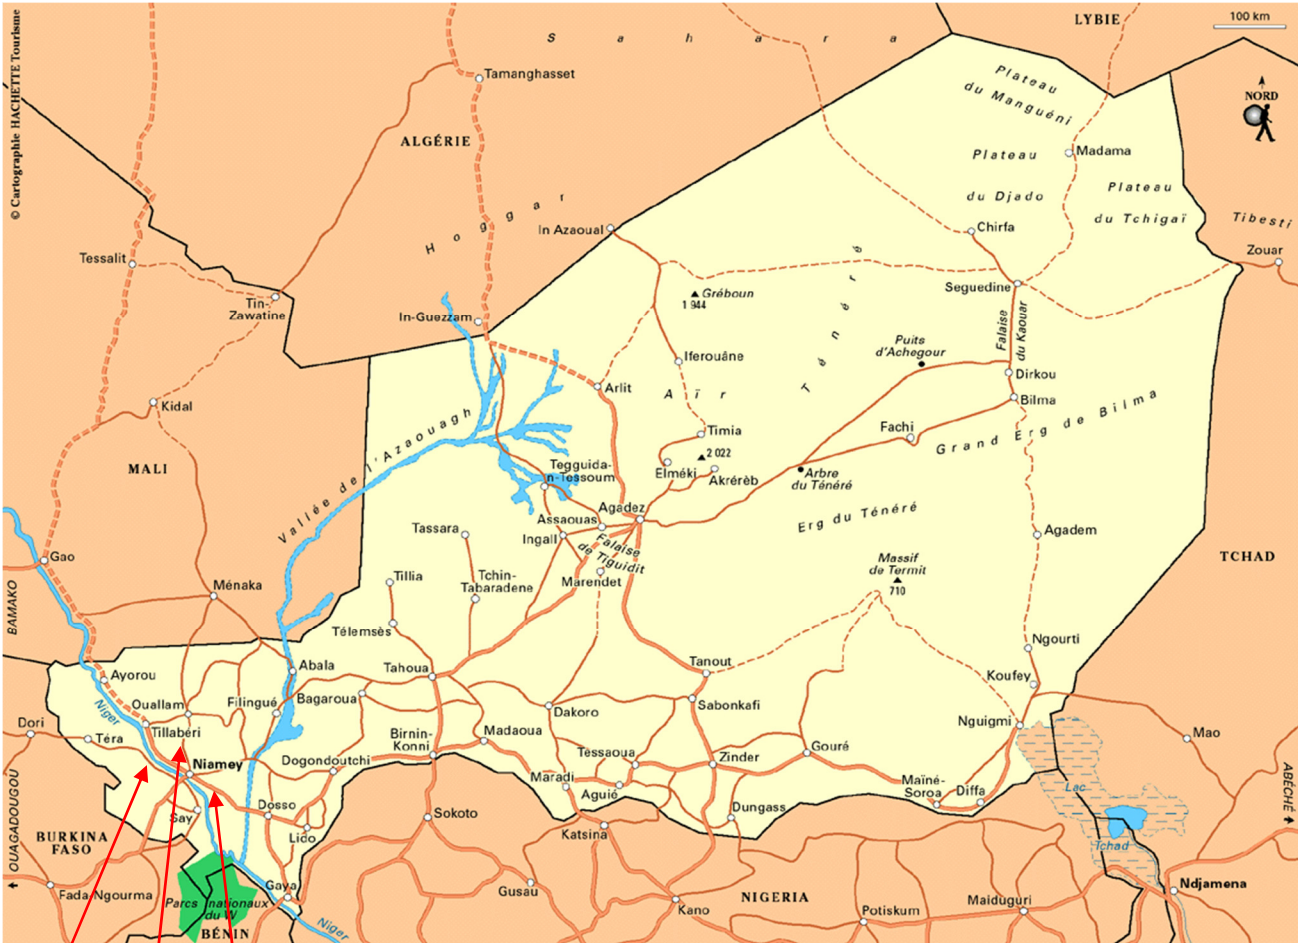 © Cartographie HACHETTE Tourisme
LYBIE
100 km
S a h a r a
NORD
Tamanghasset
Plateau
du Manguéni
ALGÉRIE
Madama
Plateau
du Djado
Plateau
du Tchigaï
Hoggar
Tibesti
In Azaoual
Chirfa
Zouar
Tessalit
Seguedine
Tin-
Zawatine
Gréboun
1 944
In-Guezzam
Falaise
du Kaouar
Ténéré
Puits
d'Achegour
Iferouâne
Dirkou
Arlit
Aïr
Bilma
Kidal
Vallée de l'Azaouagh
Timia
Fachi
Grand Erg de Bilma
2 022
MALI
Tegguida-
n-Tessoum
Elméki
Akrérèb
Arbre
du Ténéré
Agadez
Assaouas
Erg du Ténéré
Tassara
Ingall
Falaise
de Tiguidit
Agadem
Gao
Massif
de Termit
710
TCHAD
Ménaka
Tillia
Tchin-
Tabaradene
Marendet
BAMAKO
Télemsès
Ngourti
Abala
Tahoua
Tanout
Koufey
Ayorou
Bagaroua
Ouallam
Filingué
Sabonkafi
Niger
Dakoro
Nguigmi
Dori
Tillabéri
Téra
Birnin-
Konni
Madaoua
Mao
Niamey
Dogondoutchi
Tessaoua
Zinder
Gouré
Maradi
Aguié
Maïné-
Soroa
Diffa
Lac
Tchad
ABÉCHÉ
Dosso
Say
Sokoto
Dungass
Lido
Katsina
OUAGADOUGOU
BURKINA
FASO
Fada-Ngourma
Parcs nationaux
du W
Gaya
Gusau
NIGERIA
Kano
Maiduguri
Ndjamena
Potiskum
BÉNIN
Niger